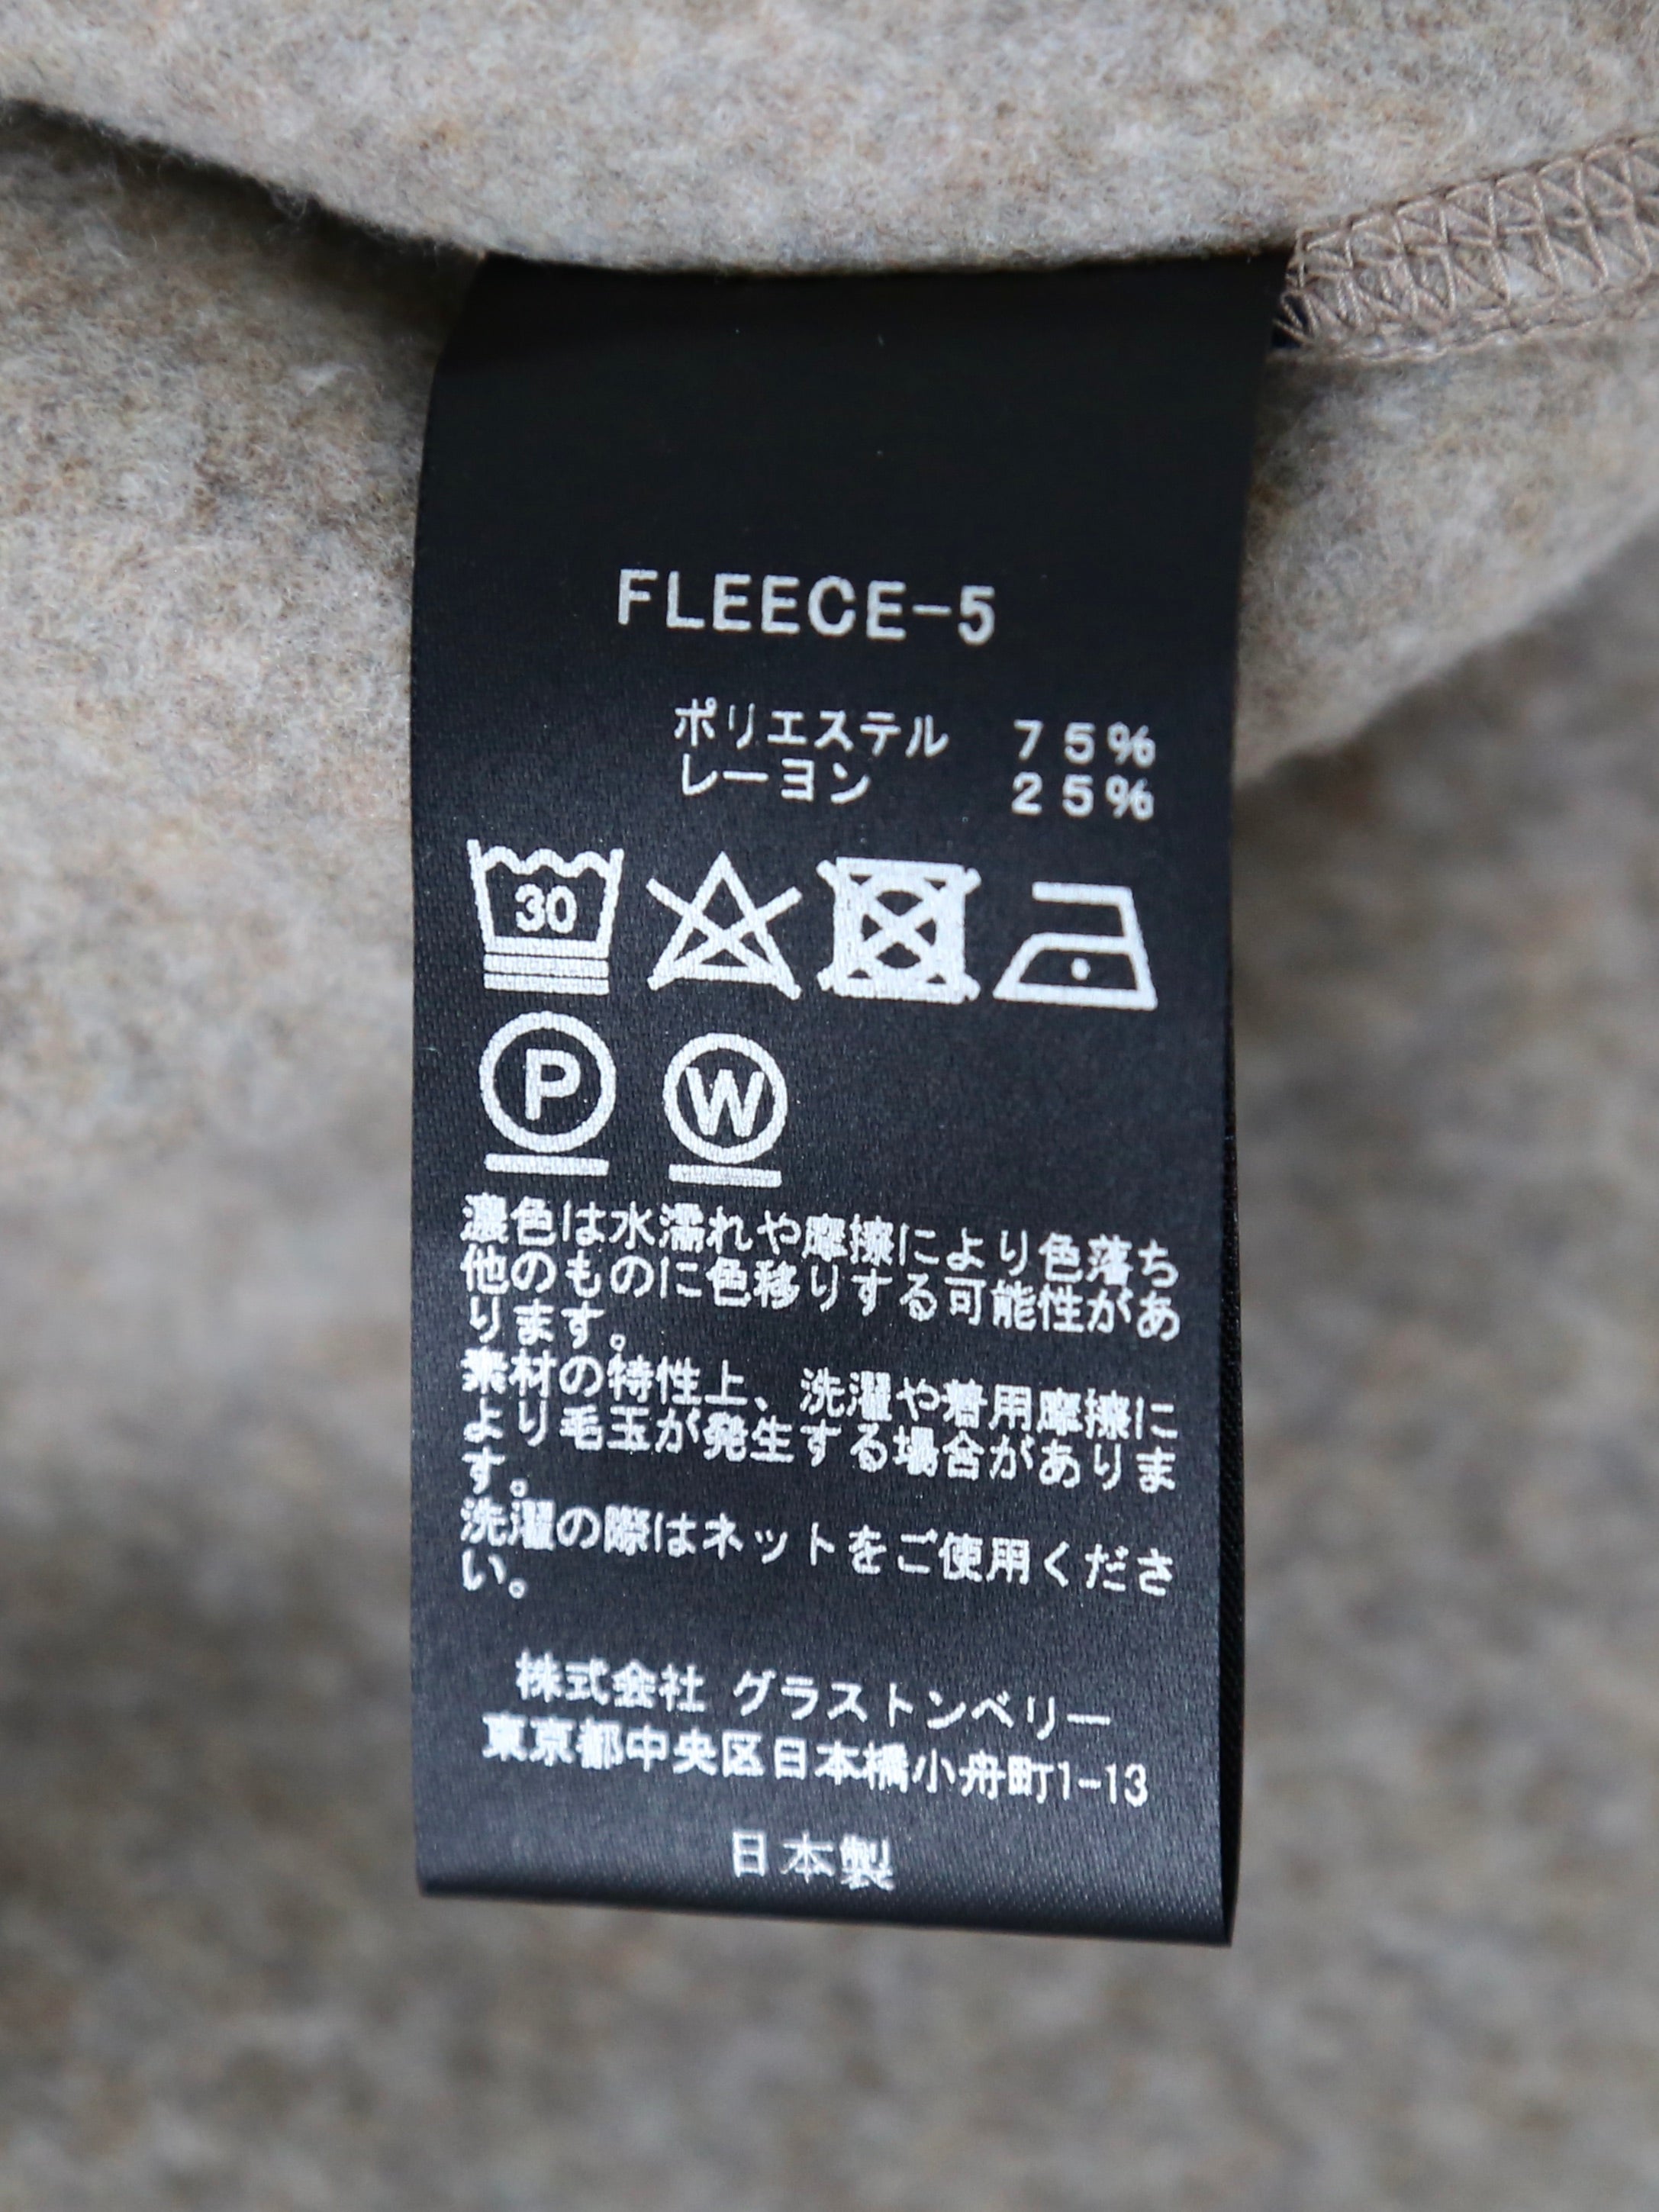 FLEECE-5
ポリエステル 75%
レーヨン 25%
30
P W
濃色は水濡れや摩擦により色落ち
他のものに色移りする可能性があ
ります。
素材の特性上、洗濯や着用摩擦に
より毛玉が発生する場合がありま
す。
洗濯の際はネットをご使用くださ
い。
株式会社 グラストンベリー
東京都中央区日本橋小舟町1-13
日本製